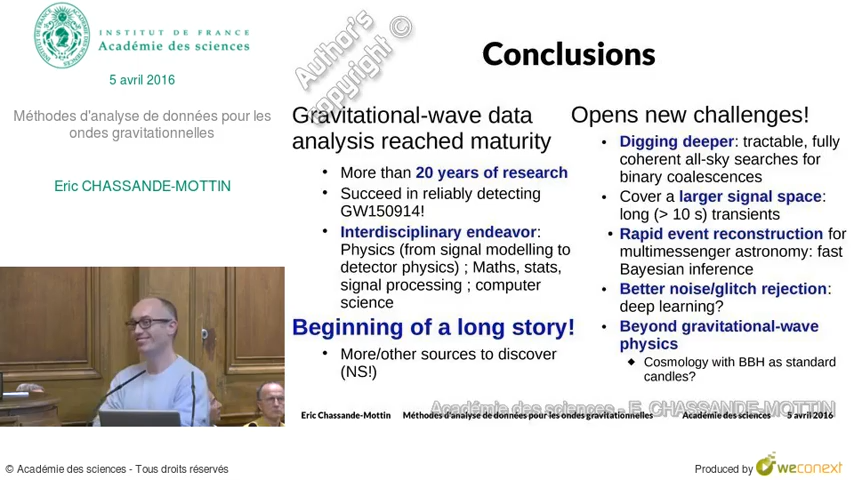 INSTITUT DE FRANCE
Académie des sciences
5 avril 2016
Méthodes d'analyse de données pour les
ondes gravitationnelles
Eric CHASSANDE-MOTTIN
Author's
copyright ©
Conclusions
Gravitational-wave data
analysis reached maturity
• More than 20 years of research
• Succeed in reliably detecting
GW150914!
• Interdisciplinary endeavor:
Physics (from signal modelling to
detector physics) ; Maths, stats,
signal processing ; computer
science
Beginning of a long story!
• More/other sources to discover
(NS!)
Opens new challenges!
• Digging deeper: tractable, fully
coherent all-sky searches for
binary coalescences
• Cover a larger signal space:
long (> 10 s) transients
• Rapid event reconstruction for
multimessenger astronomy: fast
Bayesian inference
• Better noise/glitch rejection:
deep learning?
• Beyond gravitational-wave
physics
◆ Cosmology with BBH as standard
candles?
Académie des sciences - E. CHASSANDE-MOTTIN
Eric Chassande-Mottin Méthodes d'analyse de données pour les ondes gravitationnelles Académie des sciences 5 avril 2016
© Académie des sciences - Tous droits réservés
Produced by weconext